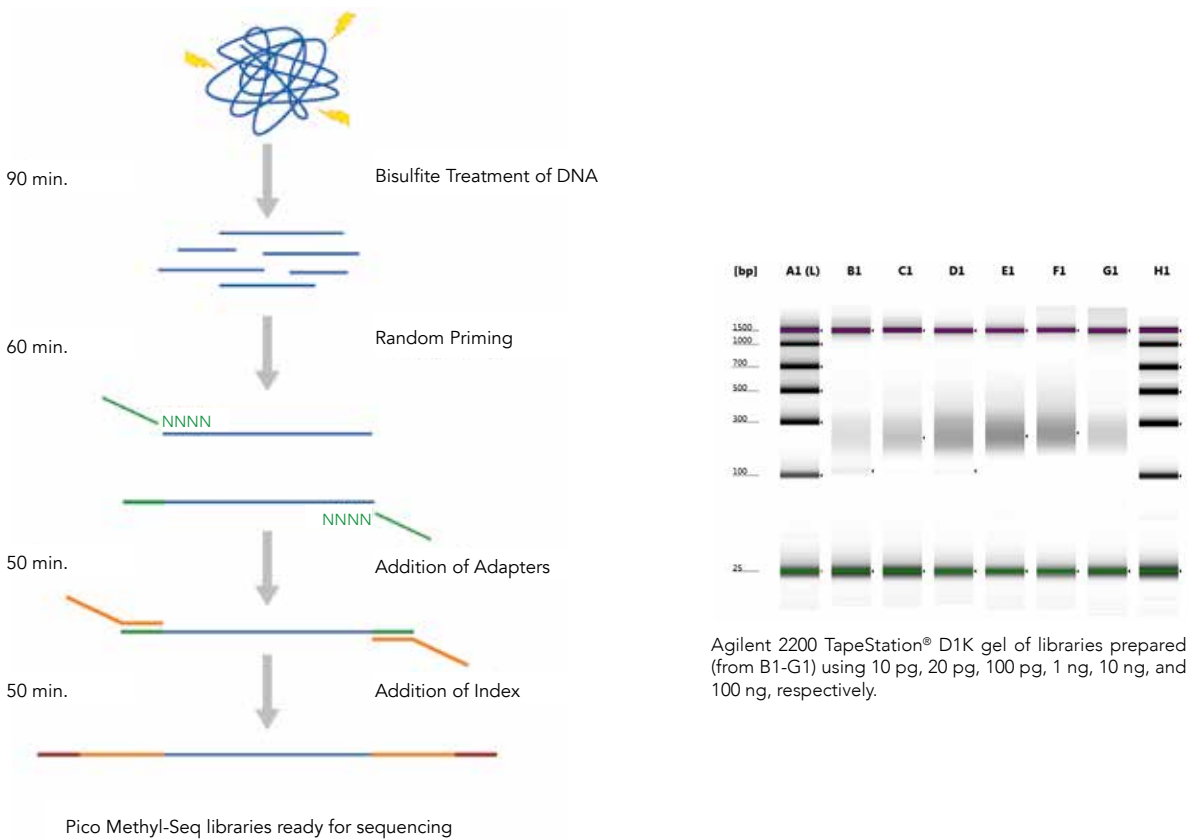 90 min.
Bisulfite Treatment of DNA
60 min.
Random Priming
NNNN
NNNN
50 min.
Addition of Adapters
50 min.
Addition of Index
Pico Methyl-Seq libraries ready for sequencing
[bp] A1 (L) B1 C1 D1 E1 F1 G1 H1
1500
1000
700
500
300
100
25
Agilent 2200 TapeStation® D1K gel of libraries prepared
(from B1-G1) using 10 pg, 20 pg, 100 pg, 1 ng, 10 ng, and
100 ng, respectively.